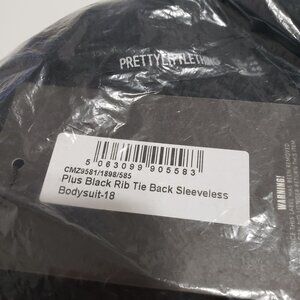 PRETTYLITTLETHING
5 063099 905583
CMZ9581/1898/585
Plus Black Rib Tie Back Sleeveless
Bodysuit-18
WARNING!